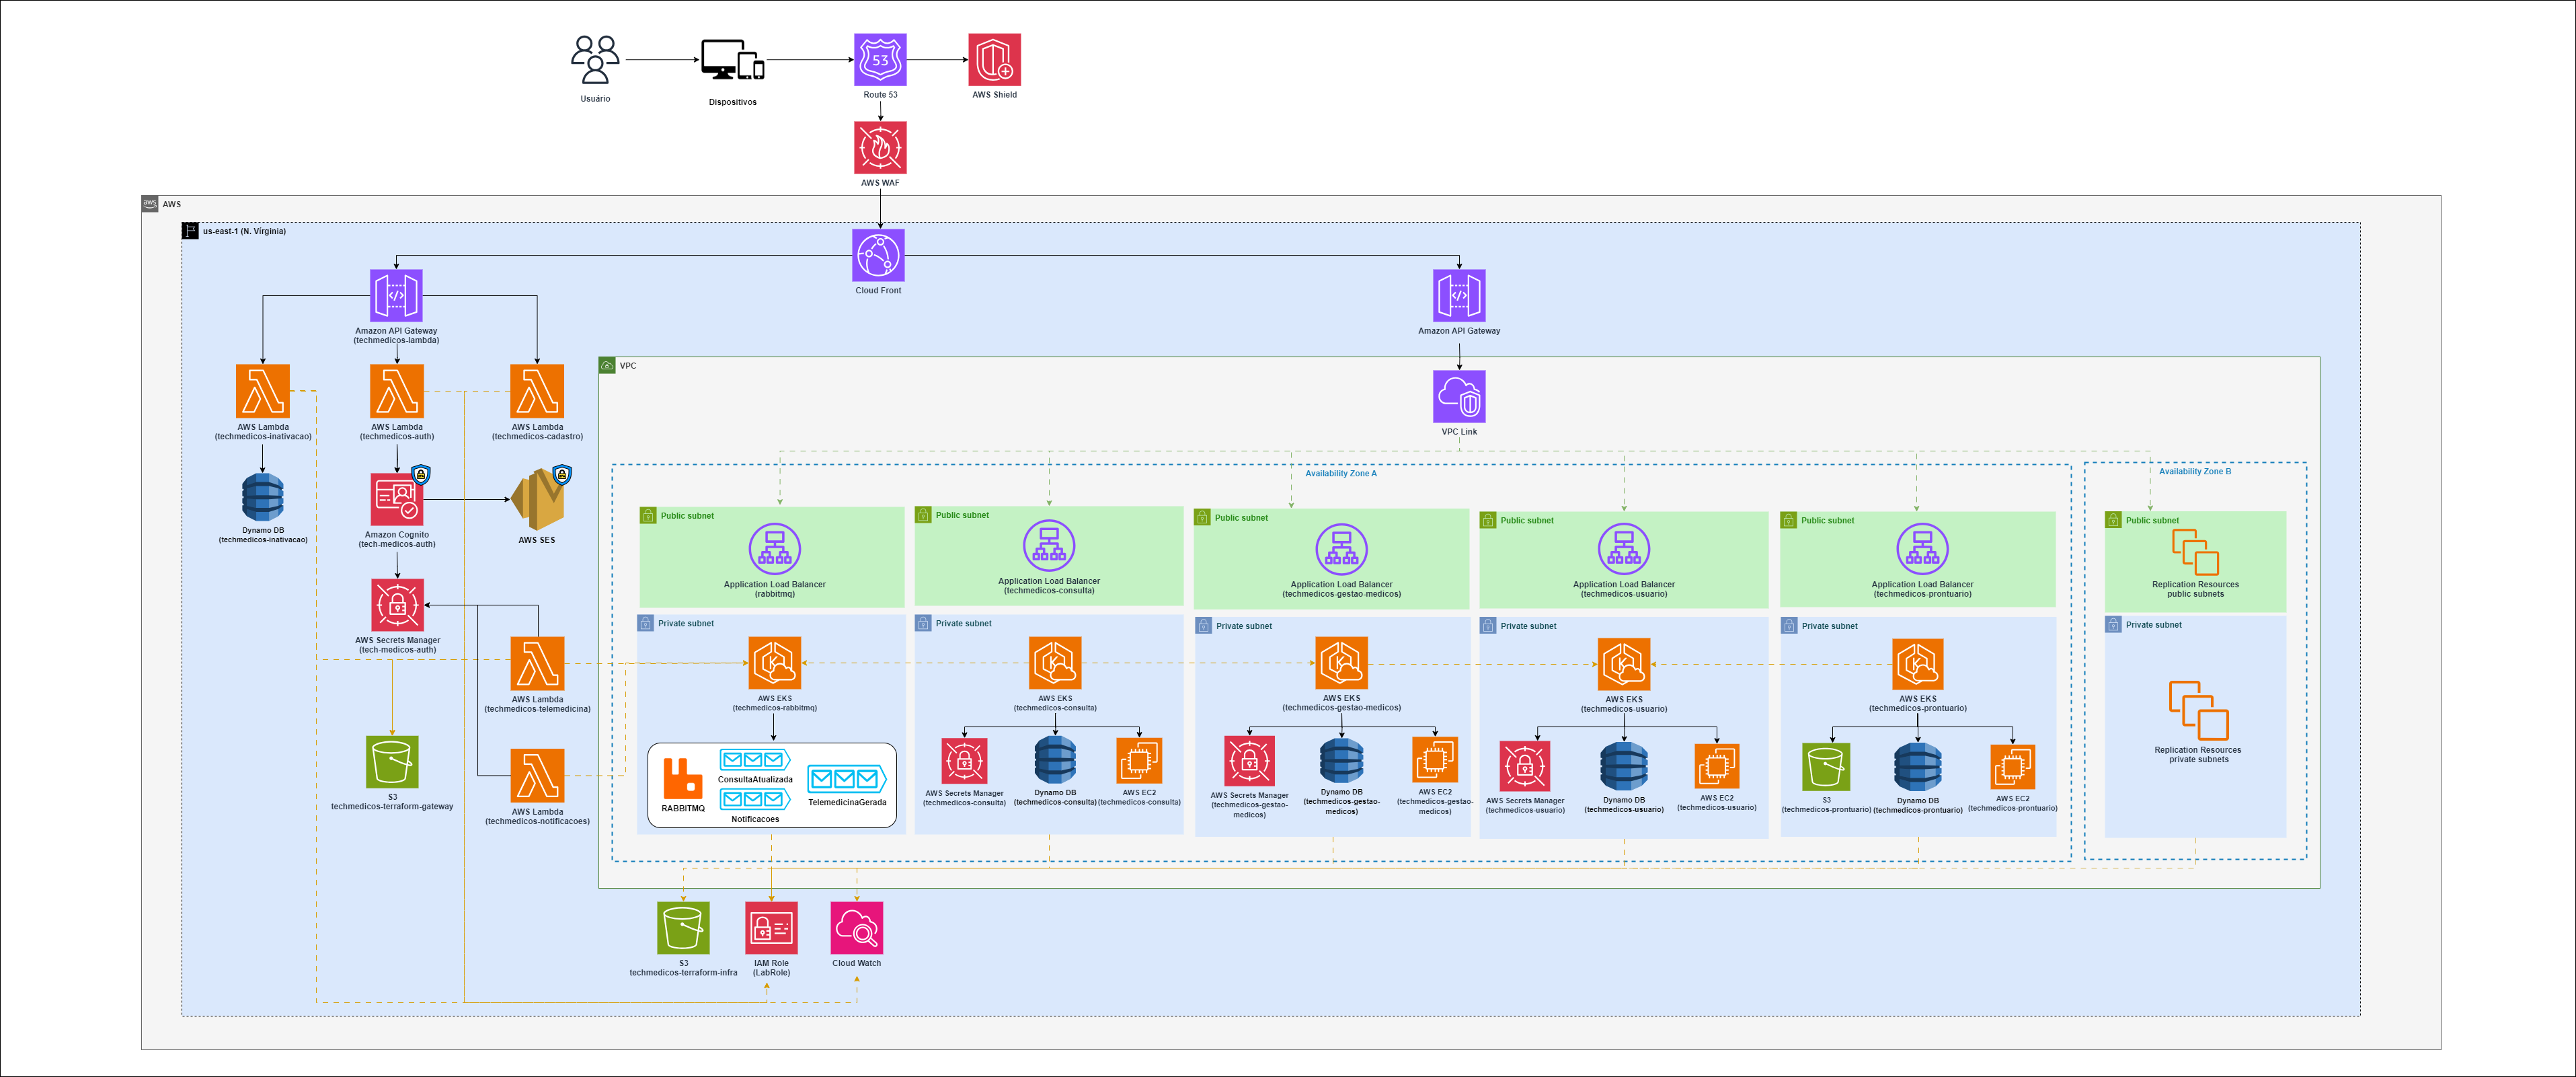 Usuário
Dispositivos
53
Route 53
AWS Shield
AWS WAF
aws
AWS
us-east-1 (N. Vírginia)
Cloud Front
Amazon API Gateway
(techmedicos-lambda)
Amazon API Gateway
AWS Lambda
(techmedicos-inativacao)
AWS Lambda
(techmedicos-auth)
AWS Lambda
(techmedicos-cadastro)
VPC
VPC Link
Dynamo DB
(techmedicos-inativacao)
Amazon Cognito
(tech-medicos-auth)
AWS SES
AWS Secrets Manager
(tech-medicos-auth)
AWS Lambda
(techmedicos-telemedicina)
S3
techmedicos-terraform-gateway
AWS Lambda
(techmedicos-notificacoes)
Availability Zone A
Availability Zone B
Public subnet
Application Load Balancer
(rabbitmq)
Public subnet
Application Load Balancer
(techmedicos-consulta)
Public subnet
Application Load Balancer
(techmedicos-gestao-medicos)
Public subnet
Application Load Balancer
(techmedicos-usuario)
Public subnet
Application Load Balancer
(techmedicos-prontuario)
Public subnet
Replication Resources
public subnets
Private subnet
AWS EKS
(techmedicos-rabbitmq)
RABBITMQ
ConsultaAtualizada
Notificacoes
TelemedicinaGerada
Private subnet
AWS EKS
(techmedicos-consulta)
AWS Secrets Manager
(techmedicos-consulta)
Dynamo DB
(techmedicos-consulta)
AWS EC2
(techmedicos-consulta)
Private subnet
AWS EKS
(techmedicos-gestao-medicos)
AWS Secrets Manager
(techmedicos-gestao-
medicos)
Dynamo DB
(techmedicos-gestao-
medicos)
AWS EC2
(techmedicos-gestao-
medicos)
Private subnet
AWS EKS
(techmedicos-usuario)
AWS Secrets Manager
(techmedicos-usuario)
Dynamo DB
(techmedicos-usuario)
AWS EC2
(techmedicos-usuario)
Private subnet
AWS EKS
(techmedicos-prontuario)
S3
(techmedicos-prontuario)
Dynamo DB
(techmedicos-prontuario)
AWS EC2
(techmedicos-prontuario)
Private subnet
Replication Resources
private subnets
S3
techmedicos-terraform-infra
IAM Role
(LabRole)
Cloud Watch